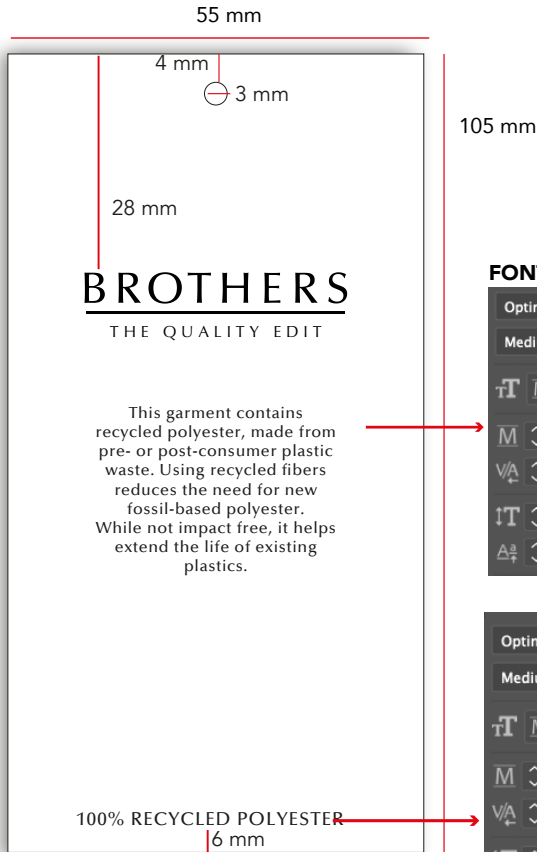 55 mm
4 mm
3 mm
105 mm
28 mm
BROTHERS
THE QUALITY EDIT
This garment contains
recycled polyester, made from
pre- or post-consumer plastic
waste. Using recycled fibers
reduces the need for new
fossil-based polyester.
While not impact free, it helps
extend the life of existing
plastics.
100% RECYCLED POLYESTER
6 mm